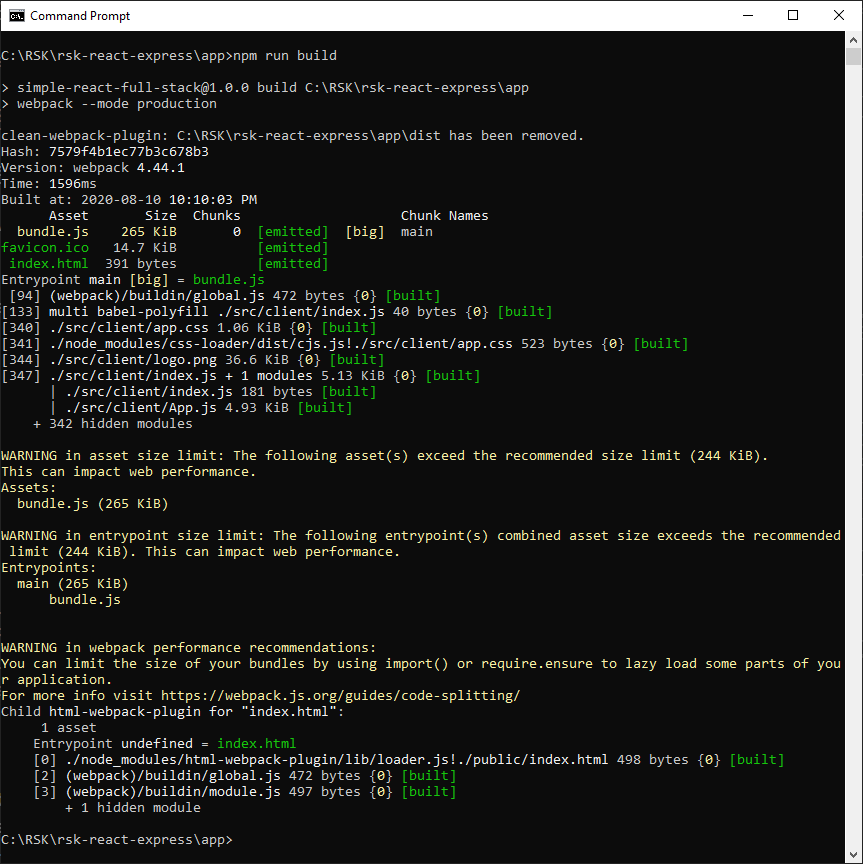 Command Prompt
C:\RSK\rsk-react-express\app>npm run build
> simple-react-full-stack@1.0.0 build C:\RSK\rsk-react-express\app
> webpack --mode production
clean-webpack-plugin: C:\RSK\rsk-react-express\app\dist has been removed.
Hash: 7579f4b1ec77b3c678b3
Version: webpack 4.44.1
Time: 1596ms
Built at: 2020-08-10 10:10:03 PM
      Asset       Size  Chunks                    Chunk Names
  bundle.js    265 KiB       0  [emitted]  [big]  main
favicon.ico   14.7 KiB          [emitted]
 index.html  391 bytes          [emitted]
Entrypoint main [big] = bundle.js
 [94] (webpack)/buildin/global.js 472 bytes {0} [built]
[133] multi babel-polyfill ./src/client/index.js 40 bytes {0} [built]
[340] ./src/client/app.css 1.06 KiB {0} [built]
[341] ./node_modules/css-loader/dist/cjs.js!./src/client/app.css 523 bytes {0} [built]
[344] ./src/client/logo.png 36.6 KiB {0} [built]
[347] ./src/client/index.js + 1 modules 5.13 KiB {0} [built]
      | ./src/client/index.js 181 bytes [built]
      | ./src/client/App.js 4.93 KiB [built]
    + 342 hidden modules
WARNING in asset size limit: The following asset(s) exceed the recommended size limit (244 KiB).
This can impact web performance.
Assets:
  bundle.js (265 KiB)
WARNING in entrypoint size limit: The following entrypoint(s) combined asset size exceeds the recommended
 limit (244 KiB). This can impact web performance.
Entrypoints:
  main (265 KiB)
      bundle.js
WARNING in webpack performance recommendations:
You can limit the size of your bundles by using import() or require.ensure to lazy load some parts of you
r application.
For more info visit https://webpack.js.org/guides/code-splitting/
Child html-webpack-plugin for "index.html":
     1 asset
    Entrypoint undefined = index.html
    [0] ./node_modules/html-webpack-plugin/lib/loader.js!./public/index.html 498 bytes {0} [built]
    [2] (webpack)/buildin/global.js 472 bytes {0} [built]
    [3] (webpack)/buildin/module.js 497 bytes {0} [built]
        + 1 hidden module
C:\RSK\rsk-react-express\app>